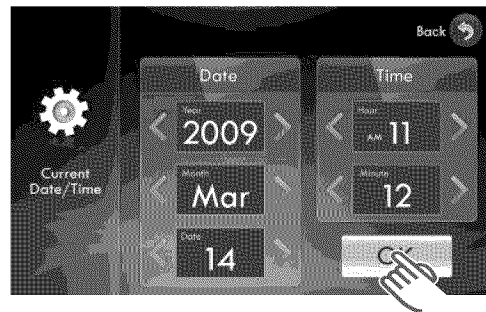 Back
Date
Time
Year
2009
Hour
AM 11
Month
Mar
Minute
12
Date
14
Current
Date/Time
OK